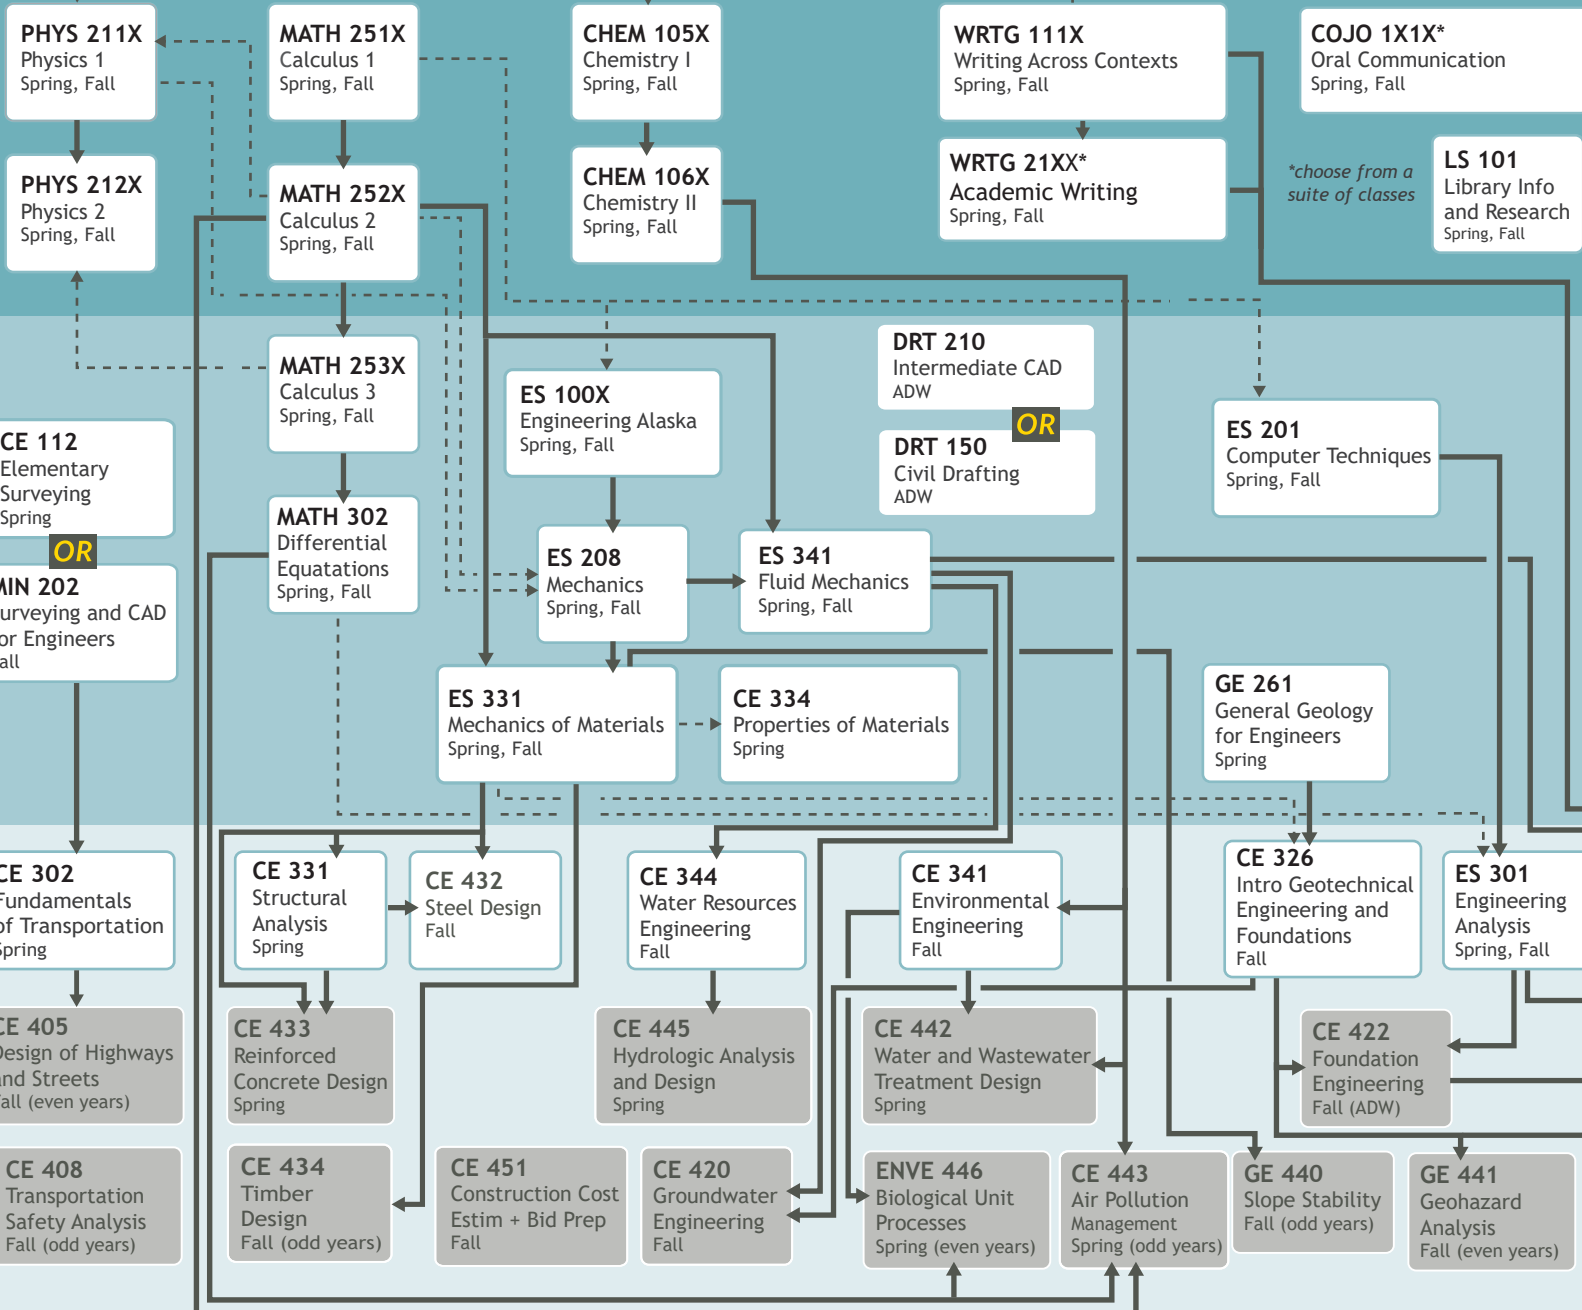 PHYS 211X
Physics 1
Spring, Fall
MATH 251X
Calculus 1
Spring, Fall
CHEM 105X
Chemistry I
Spring, Fall
WRTG 111X
Writing Across Contexts
Spring, Fall
COJO 1X1X*
Oral Communication
Spring, Fall
PHYS 212X
Physics 2
Spring, Fall
MATH 252X
Calculus 2
Spring, Fall
CHEM 106X
Chemistry II
Spring, Fall
WRTG 21XX*
Academic Writing
Spring, Fall
*choose from a
suite of classes
LS 101
Library Info
and Research
Spring, Fall
MATH 253X
Calculus 3
Spring, Fall
ES 100X
Engineering Alaska
Spring, Fall
DRT 210
Intermediate CAD
ADW
OR
DRT 150
Civil Drafting
ADW
ES 201
Computer Techniques
Spring, Fall
CE 112
Elementary
Surveying
Spring
OR
MIN 202
urveying and CAD
or Engineers
all
MATH 302
Differential
Equatations
Spring, Fall
ES 208
Mechanics
Spring, Fall
ES 341
Fluid Mechanics
Spring, Fall
ES 331
Mechanics of Materials
Spring, Fall
CE 334
Properties of Materials
Spring
GE 261
General Geology
for Engineers
Spring
CE 302
Fundamentals
of Transportation
Spring
CE 331
Structural
Analysis
Spring
CE 432
Steel Design
Fall
CE 344
Water Resources
Engineering
Fall
CE 341
Environmental
Engineering
Fall
CE 326
Intro Geotechnical
Engineering and
Foundations
Fall
ES 301
Engineering
Analysis
Spring, Fall
CE 405
Design of Highways
and Streets
Fall (even years)
CE 433
Reinforced
Concrete Design
Spring
CE 445
Hydrologic Analysis
and Design
Spring
CE 442
Water and Wastewater
Treatment Design
Spring
CE 422
Foundation
Engineering
Fall (ADW)
CE 408
Transportation
Safety Analysis
Fall (odd years)
CE 434
Timber
Design
Fall (odd years)
CE 451
Construction Cost
Estim + Bid Prep
Fall
CE 420
Groundwater
Engineering
Fall
ENVE 446
Biological Unit
Processes
Spring (even years)
CE 443
Air Pollution
Management
Spring (odd years)
GE 440
Slope Stability
Fall (odd years)
GE 441
Geohazard
Analysis
Fall (even years)